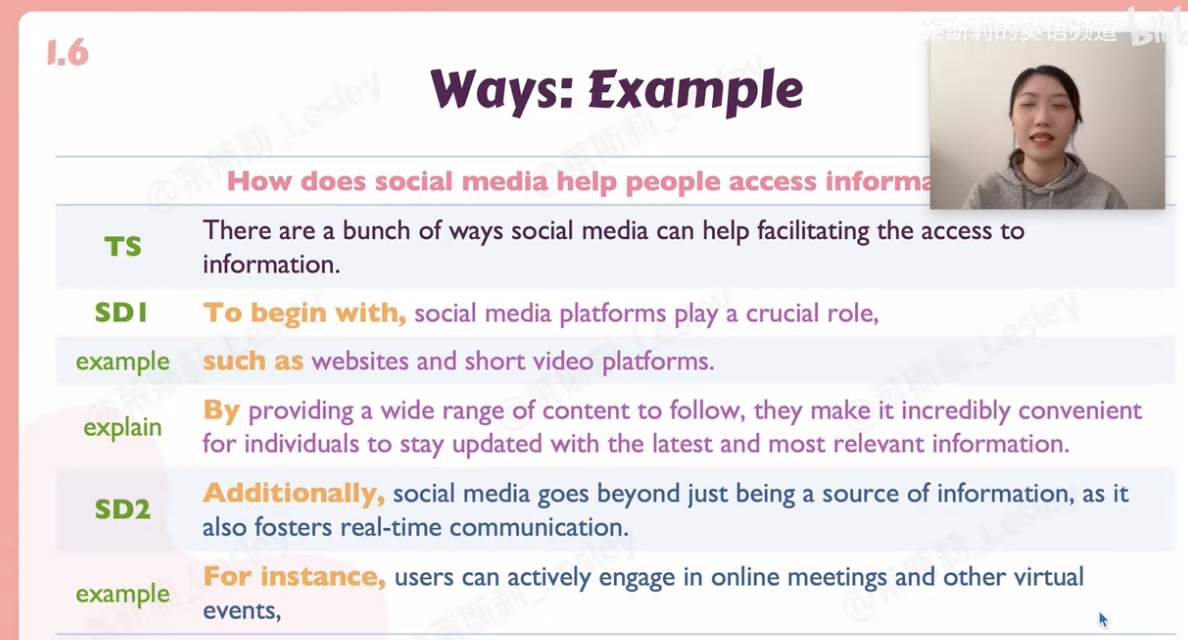 莱斯莉的英语频道
1.6
Ways: Example
How does social media help people access
TS
There are a bunch of ways social media can help facilitating the access to
information.
SD1
To begin with, social media platforms play a crucial role,
example
such as websites and short video platforms.
explain
By providing a wide range of content to follow, they make it incredibly convenient
for individuals to stay updated with the latest and most relevant information.
SD2
Additionally, social media goes beyond just being a source of information, as it
also fosters real-time communication.
example
For instance, users can actively engage in online meetings and other virtual
events,
@莱斯莉_Lesley